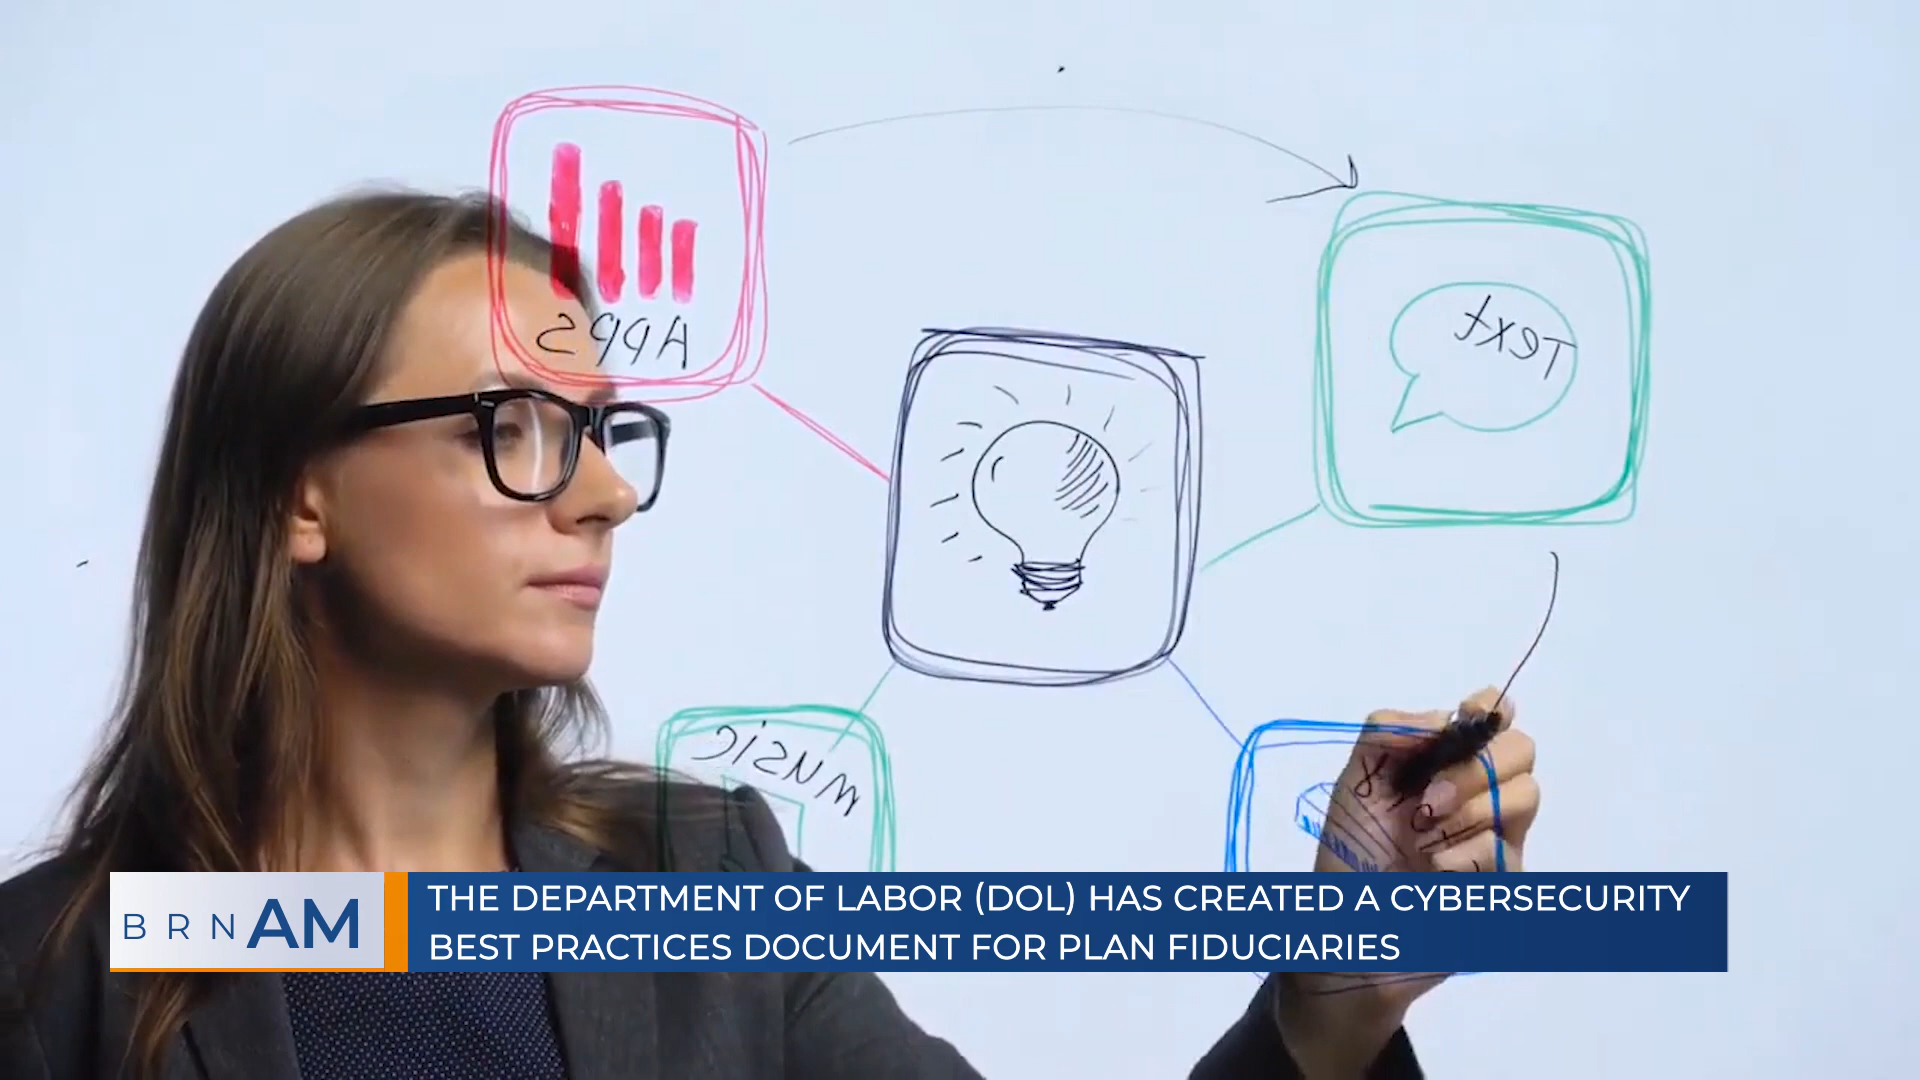 Apps
Text
music
BRNAM
THE DEPARTMENT OF LABOR (DOL) HAS CREATED A CYBERSECURITY
BEST PRACTICES DOCUMENT FOR PLAN FIDUCIARIES